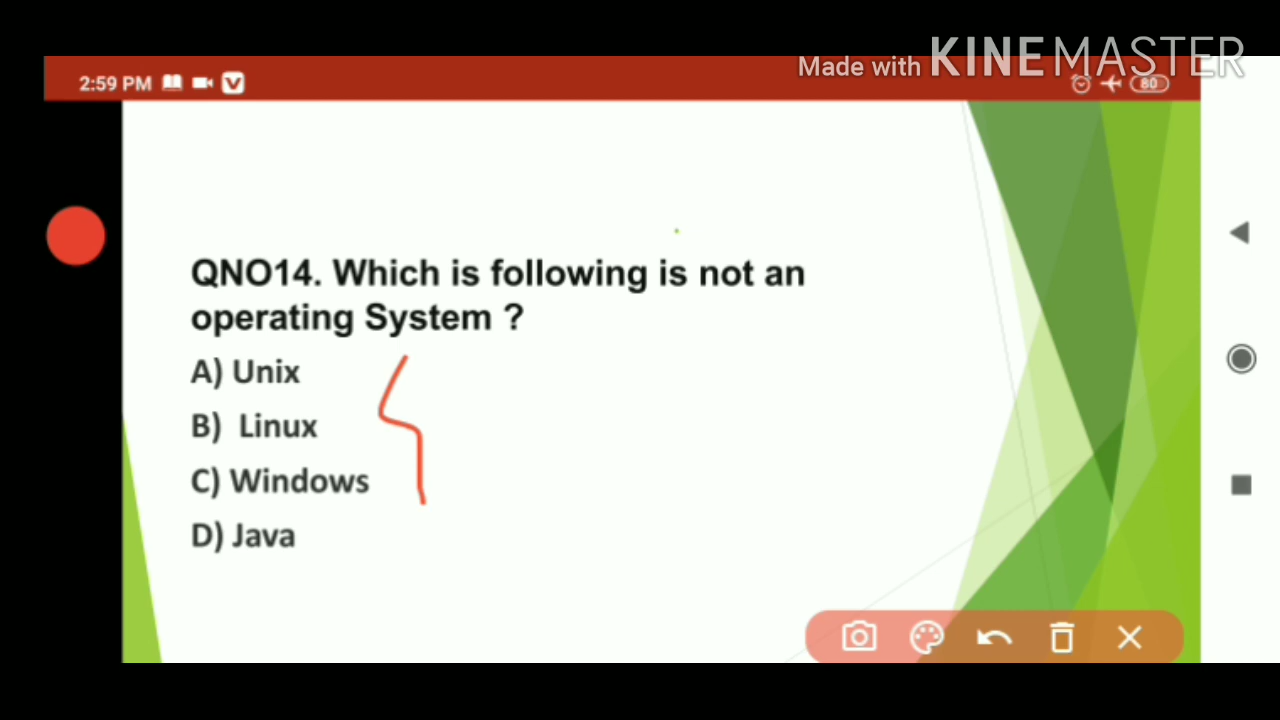 Made with KINEMASTER
2:59 PM
80
QNO14. Which is following is not an
operating System ?
A) Unix
B) Linux
C) Windows
D) Java